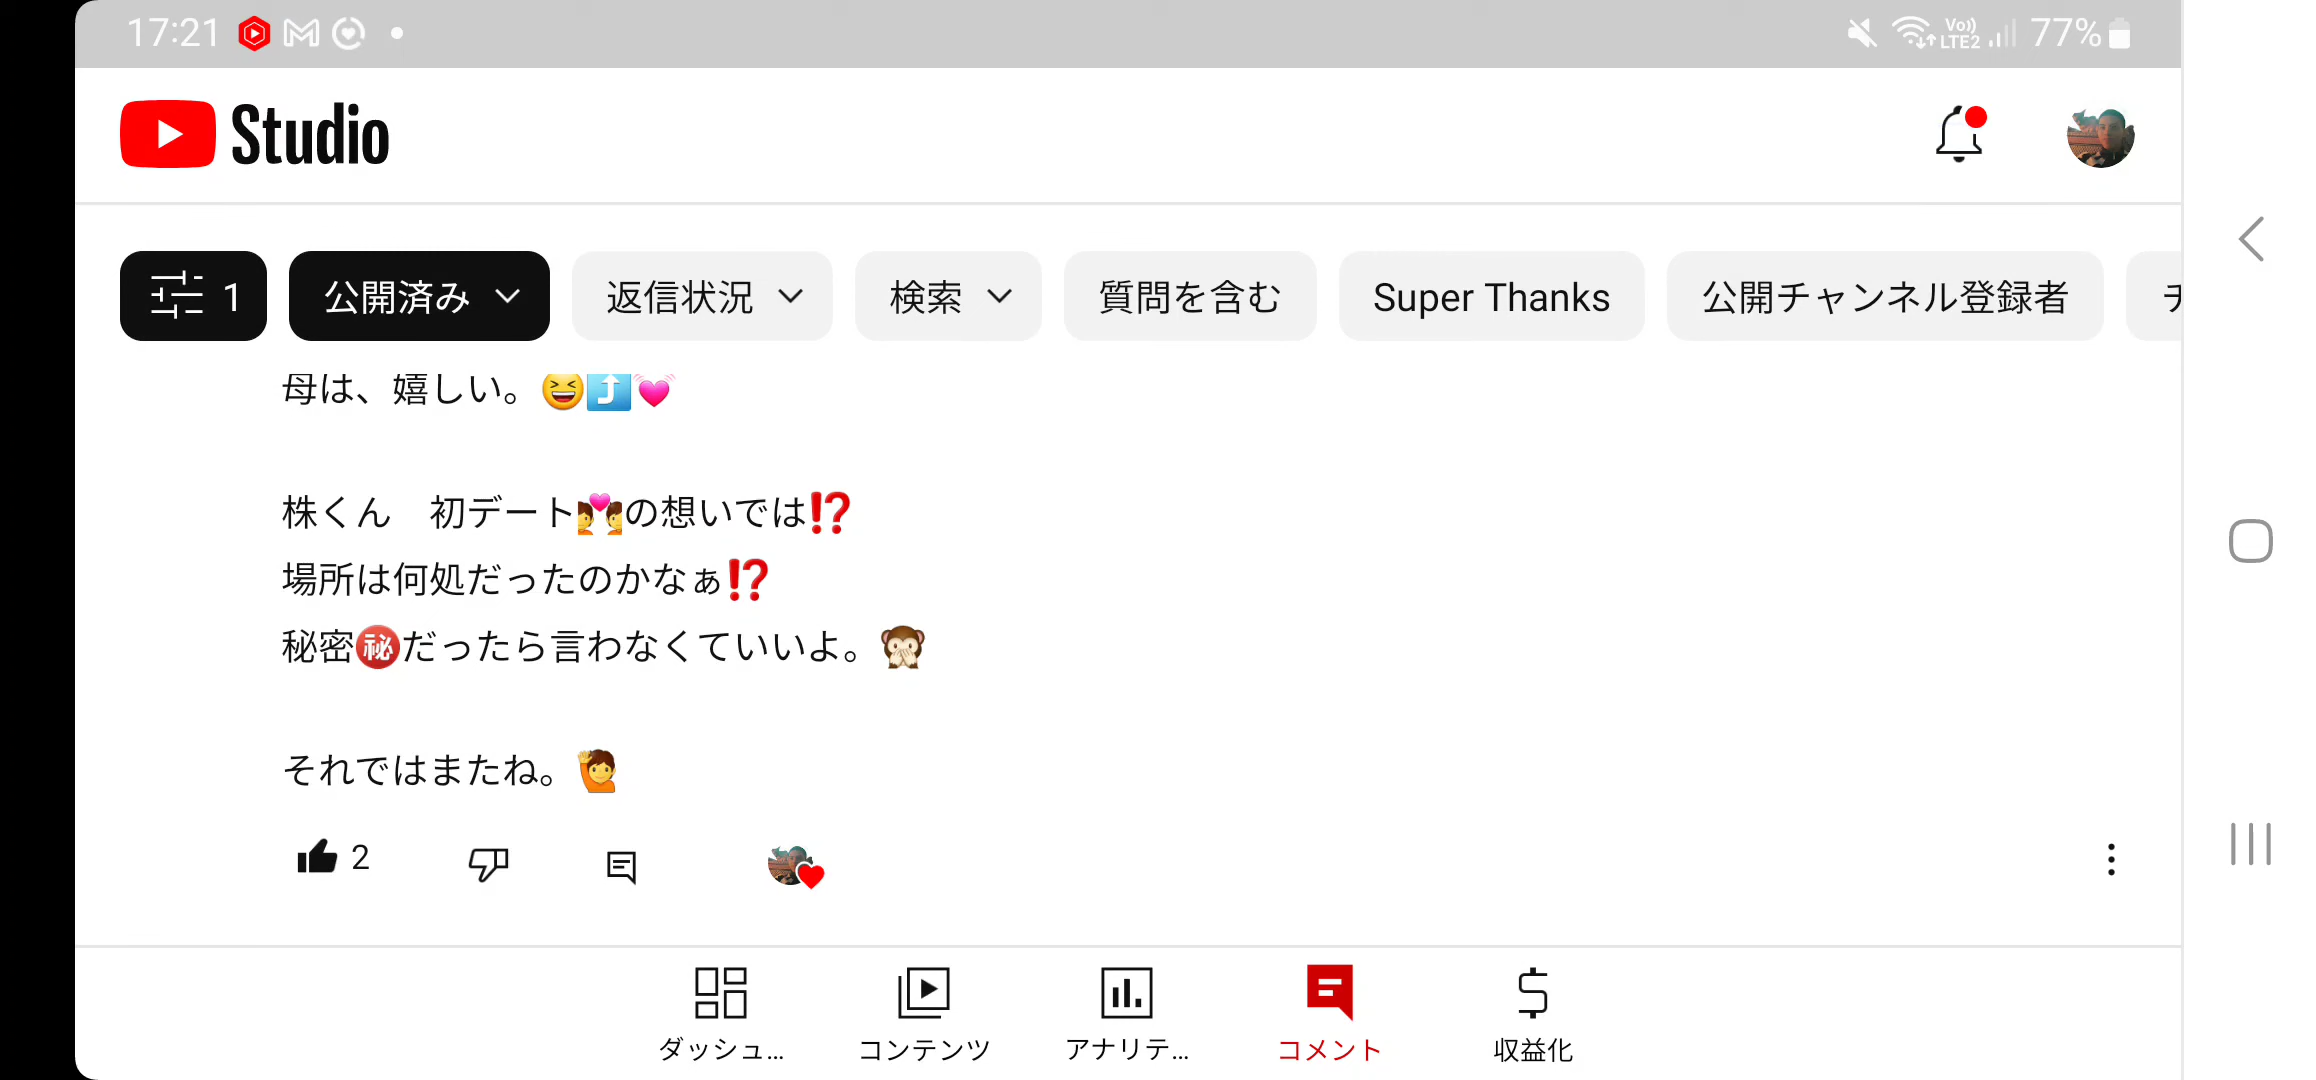 17:21
Vo)) LTE2 77%
Studio
1 公開済み 返信状況 検索 質問を含む Super Thanks 公開チャンネル登録者 チ
母は、嬉しい。😆⤴️💓
株くん　初デート💑の想いでは⁉️
場所は何処だったのかなぁ⁉️
秘密㊙️だったら言わなくていいよ。🙊
それではまたね。🙋
2
ダッシュ... コンテンツ アナリテ... コメント 収益化